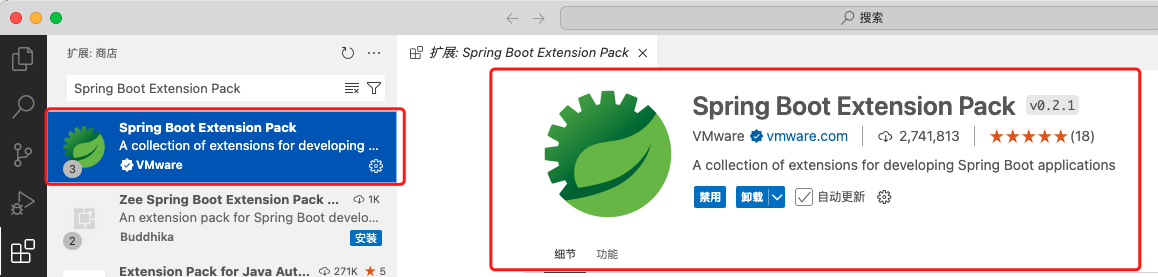 搜索
扩展: 商店
扩展: Spring Boot Extension Pack
Spring Boot Extension Pack
Spring Boot Extension Pack
A collection of extensions for developing ...
VMware
3
Zee Spring Boot Extension Pack ... 1K
An extension pack for Spring Boot develo...
Buddhika 安装
2
Extension Pack for Java Aut... 271K ★ 5
Spring Boot Extension Pack v0.2.1
VMware vmware.com 2,741,813 ★★★★★(18)
A collection of extensions for developing Spring Boot applications
禁用 卸载 自动更新
细节 功能